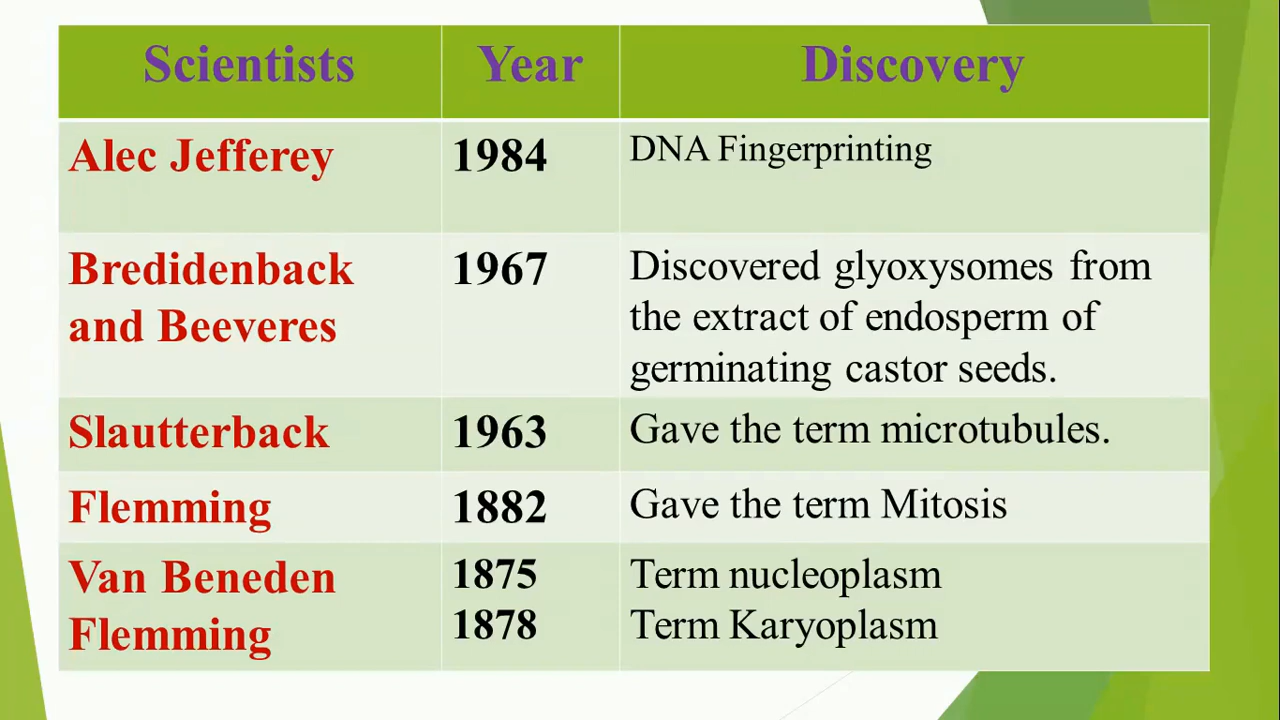 Scientists Year Discovery
Alec Jefferey 1984 DNA Fingerprinting
Bredidenback 1967 Discovered glyoxysomes from
and Beeveres the extract of endosperm of
germinating castor seeds.
Slautterback 1963 Gave the term microtubules.
Flemming 1882 Gave the term Mitosis
Van Beneden 1875 Term nucleoplasm
Flemming 1878 Term Karyoplasm